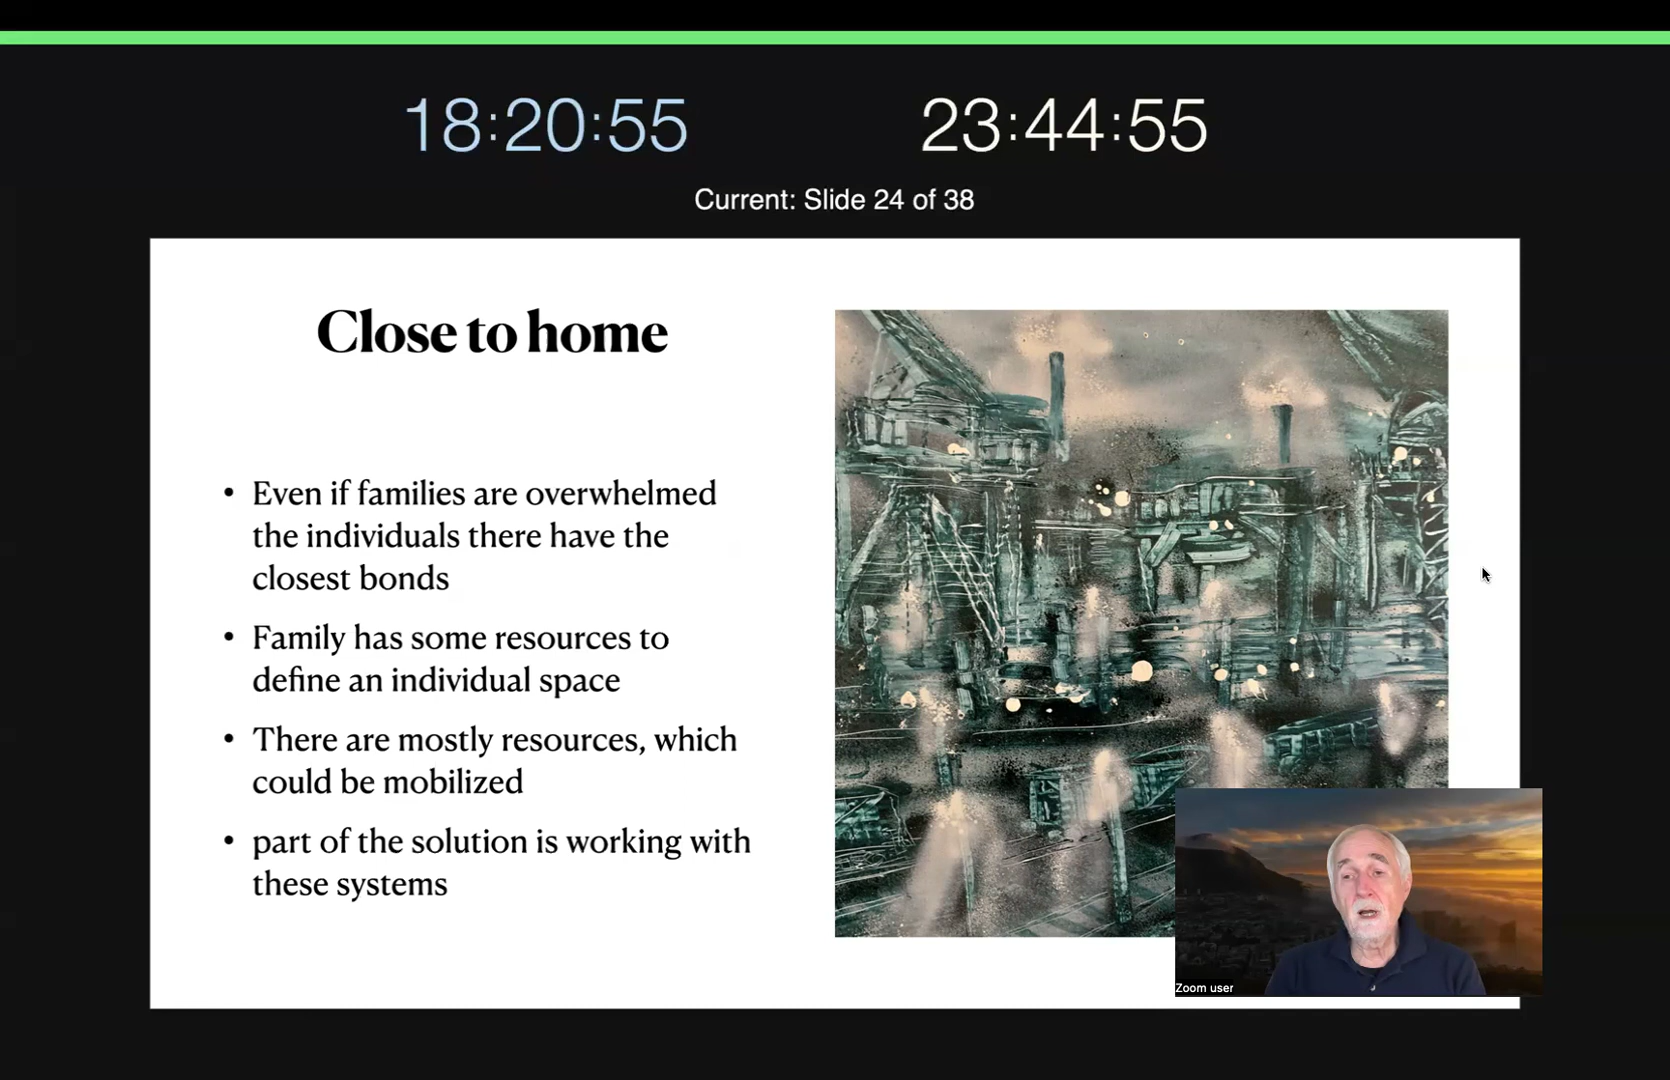 18:20:55
23:44:55
Current: Slide 24 of 38
Close to home
• Even if families are overwhelmed
the individuals there have the
closest bonds
• Family has some resources to
define an individual space
• There are mostly resources, which
could be mobilized
• part of the solution is working with
these systems
Zoom user